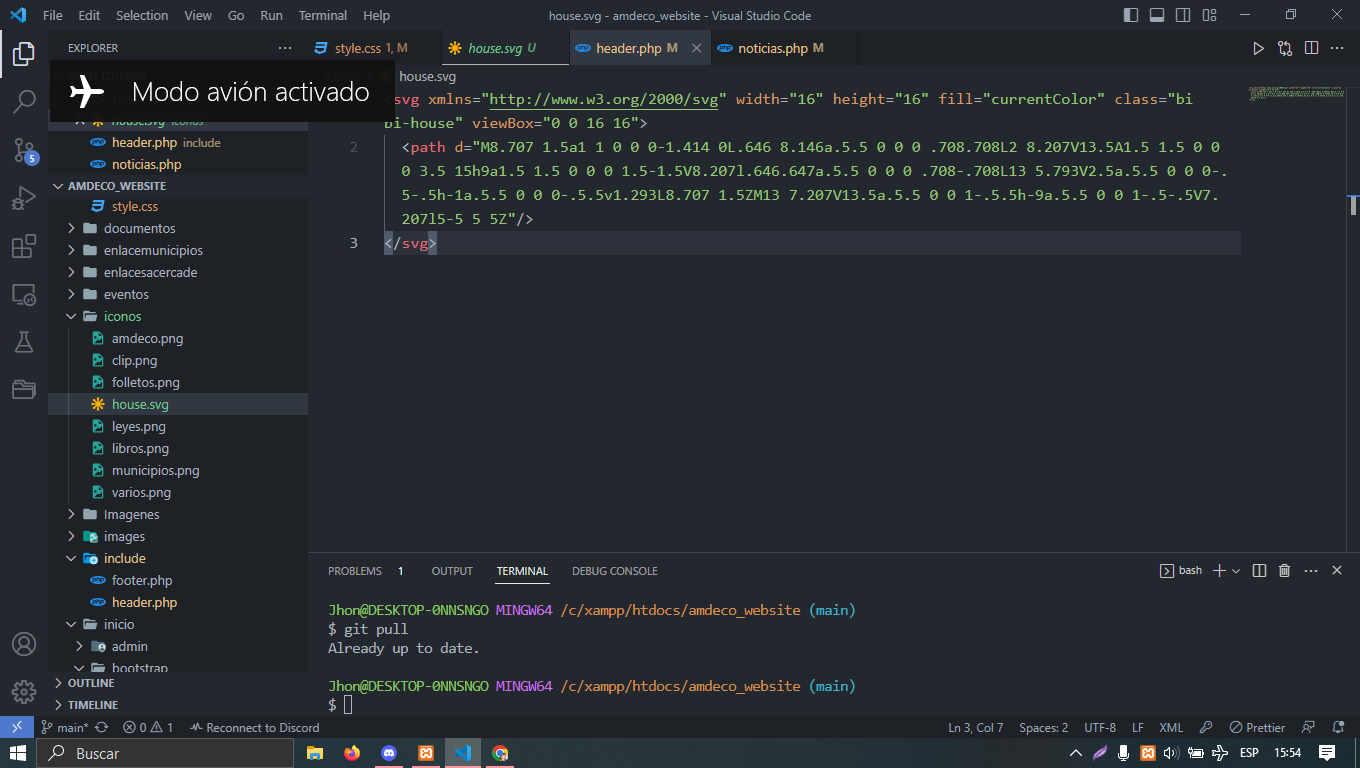 File Edit Selection View Go Run Terminal Help
house.svg - amdeco_website - Visual Studio Code
EXPLORER
style.css 1, M
house.svg U
header.php M
noticias.php M
Modo avión activado
house.svg
house.svg iconos
header.php include
noticias.php
AMDECO_WEBSITE
style.css
documentos
enlacemunicipios
enlacesacercade
eventos
iconos
amdeco.png
clip.png
folletos.png
house.svg
leyes.png
libros.png
municipios.png
varios.png
Imagenes
images
include
footer.php
header.php
inicio
admin
bootstrap
OUTLINE
TIMELINE
5
svg xmlns="http://www.w3.org/2000/svg" width="16" height="16" fill="currentColor" class="bi
bi-house" viewBox="0 0 16 16">
2 <path d="M8.707 1.5a1 1 0 0 0-1.414 0L.646 8.146a.5.5 0 0 0 .708.708L2 8.207V13.5A1.5 1.5 0 0
0 3.5 15h9a1.5 1.5 0 0 0 1.5-1.5V8.207l.646.647a.5.5 0 0 0 .708-.708L13 5.793V2.5a.5.5 0 0 0-.
5-.5h-1a.5.5 0 0 0-.5.5v1.293L8.707 1.5ZM13 7.207V13.5a.5.5 0 0 1-.5.5h-9a.5.5 0 0 1-.5-.5V7.
207l5-5 5 5Z"/>
3 </svg>
PROBLEMS 1 OUTPUT TERMINAL DEBUG CONSOLE
bash
Jhon@DESKTOP-0NNSNGO MINGW64 /c/xampp/htdocs/amdeco_website (main)
$ git pull
Already up to date.
Jhon@DESKTOP-0NNSNGO MINGW64 /c/xampp/htdocs/amdeco_website (main)
$
main* 0 1 Reconnect to Discord
Ln 3, Col 7 Spaces: 2 UTF-8 LF XML Prettier
Buscar
ESP 15:54